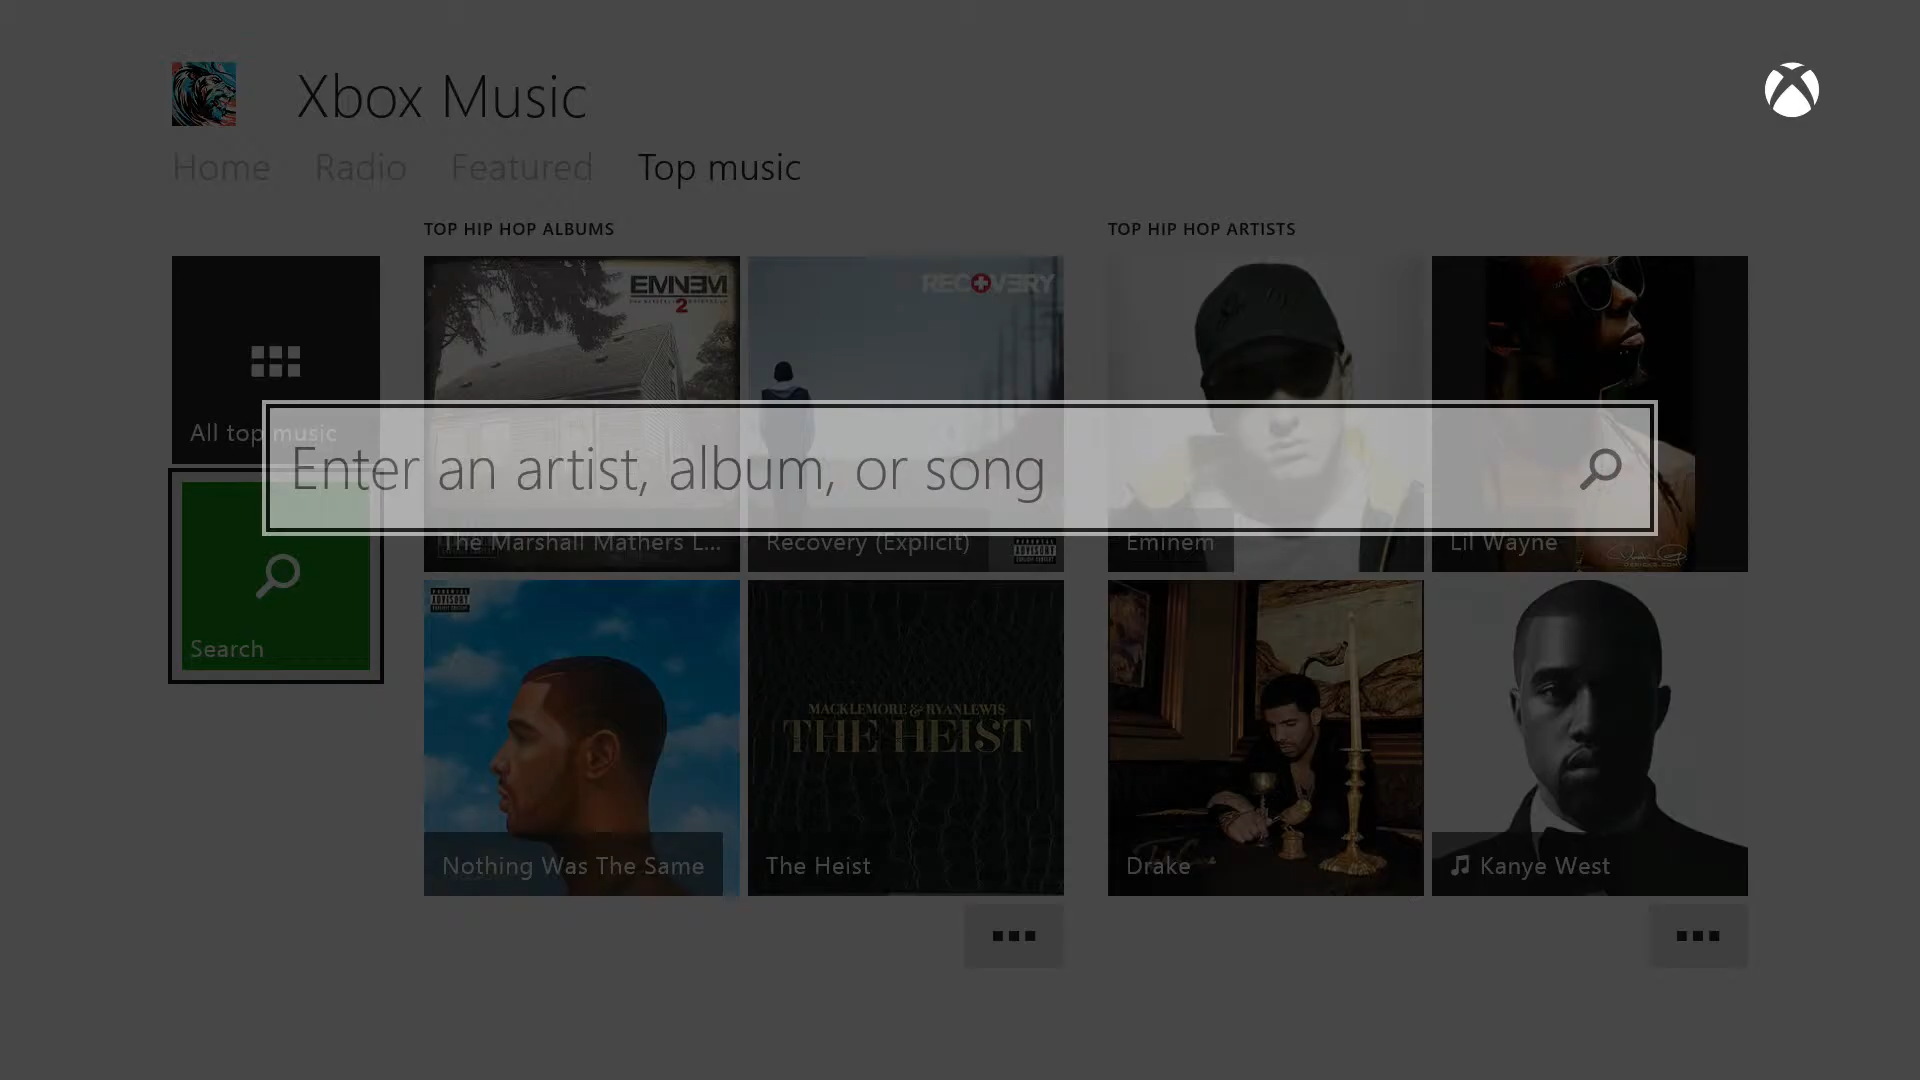 Xbox Music
Home Radio Featured Top music
TOP HIP HOP ALBUMS
TOP HIP HOP ARTISTS
EMINEM
2
RECOVERY
All top music
Enter an artist, album, or song
The Marshall Mathers L...
Recovery (Explicit)
ADVISORY
Eminem
Lil Wayne
Search
ADVISORY
MACKLEMORE & RYAN LEWIS
THE HEIST
Nothing Was The Same
The Heist
Drake
Kanye West